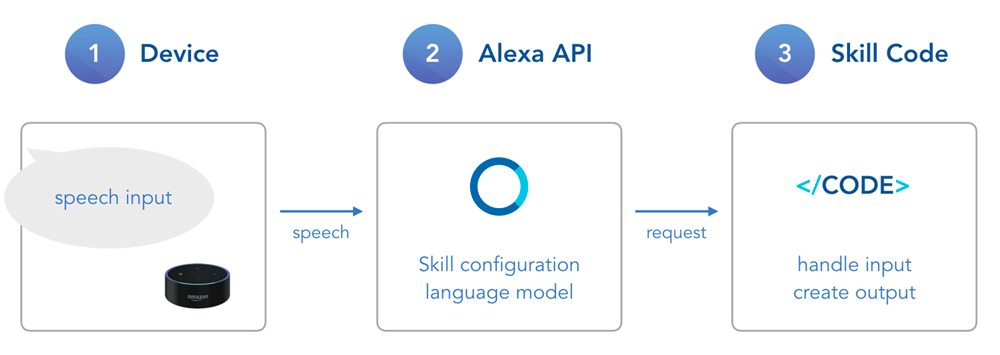 1 Device
2 Alexa API
3 Skill Code
speech input
amazon
speech
Skill configuration
language model
request
</CODE>
handle input
create output